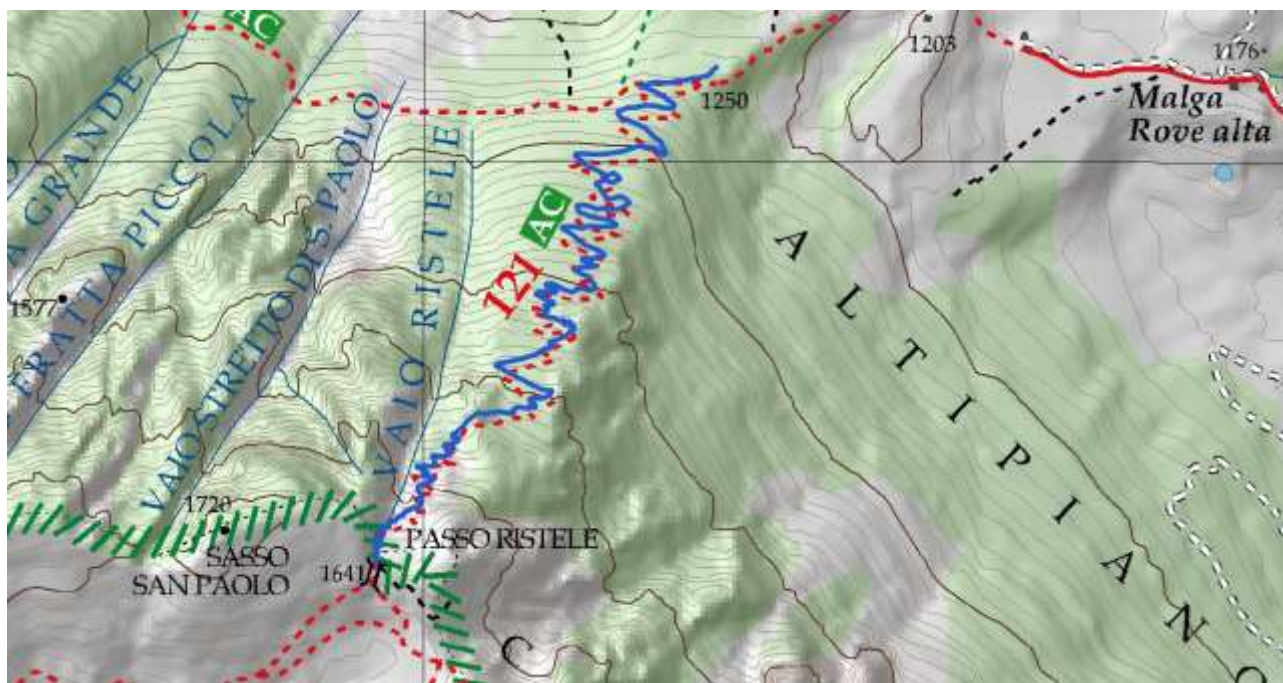 AC
1203
1176
1250
Malga
Rove alta
A GRANDE
FRATTA PICCOLA
VAIO STRETTO DI S PAOLO
VAIO RISTELE
AC
121
1577
ALTIPIANO
1720
SASSO
SAN PAOLO
PASSO RISTELE
1641
C